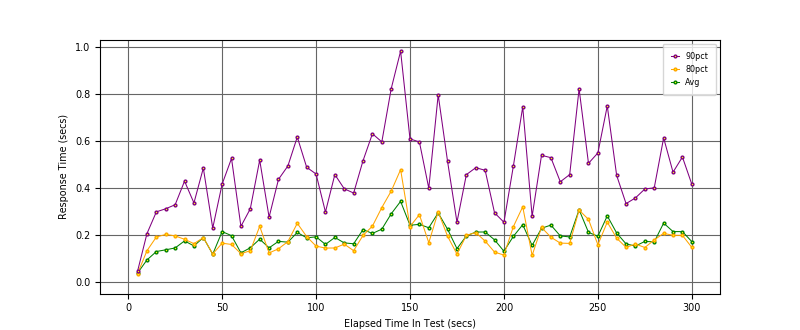 1.0
0.8
0.6
0.4
0.2
0.0
Response Time (secs)
90pct
80pct
Avg
0 50 100 150 200 250 300
Elapsed Time In Test (secs)